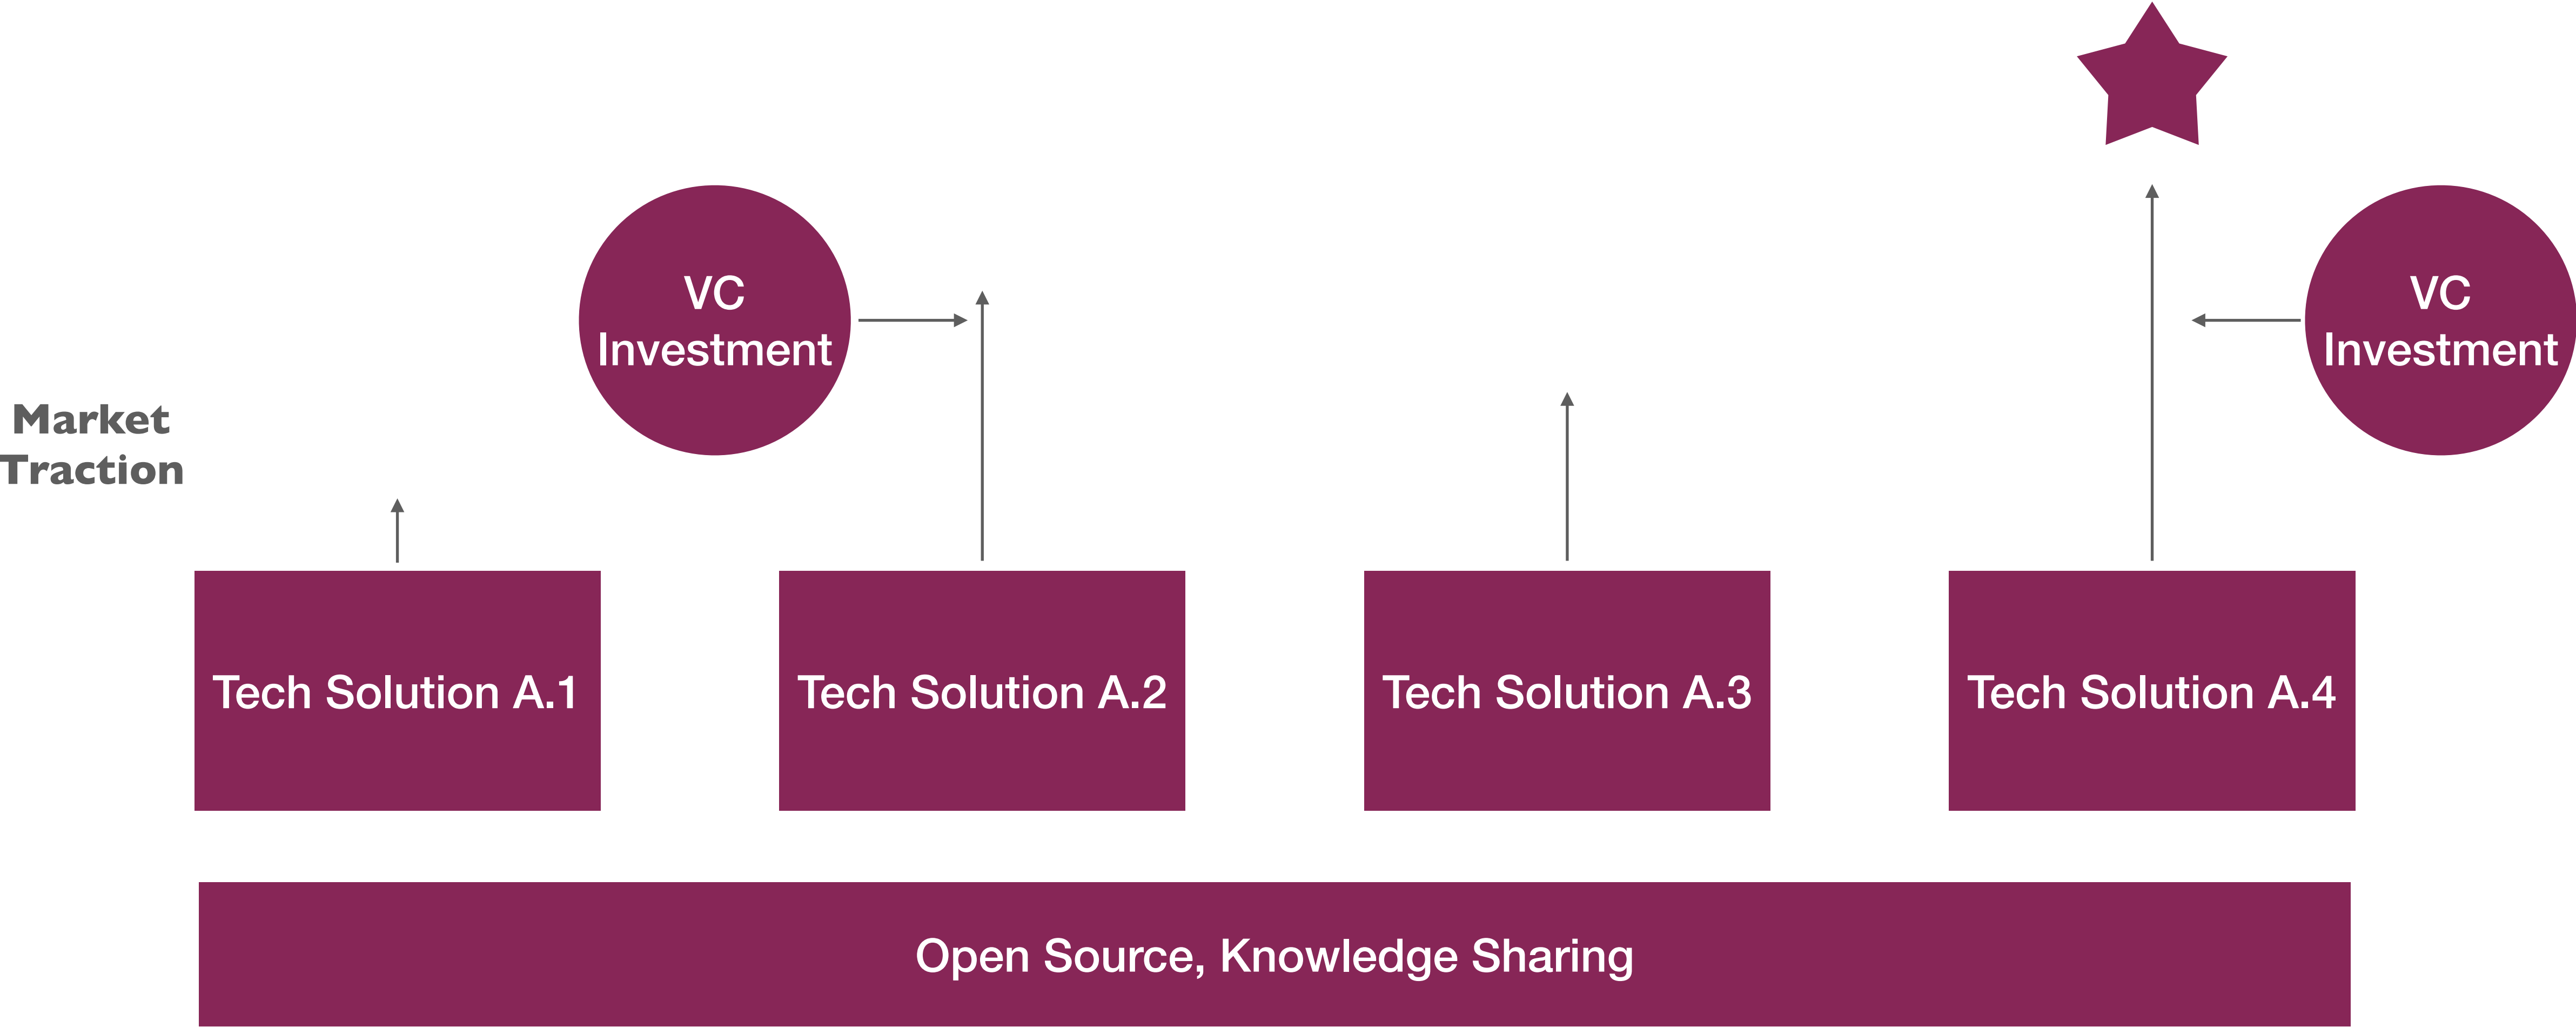 VC
Investment
VC
Investment
Market
Traction
Tech Solution A.1
Tech Solution A.2
Tech Solution A.3
Tech Solution A.4
Open Source, Knowledge Sharing